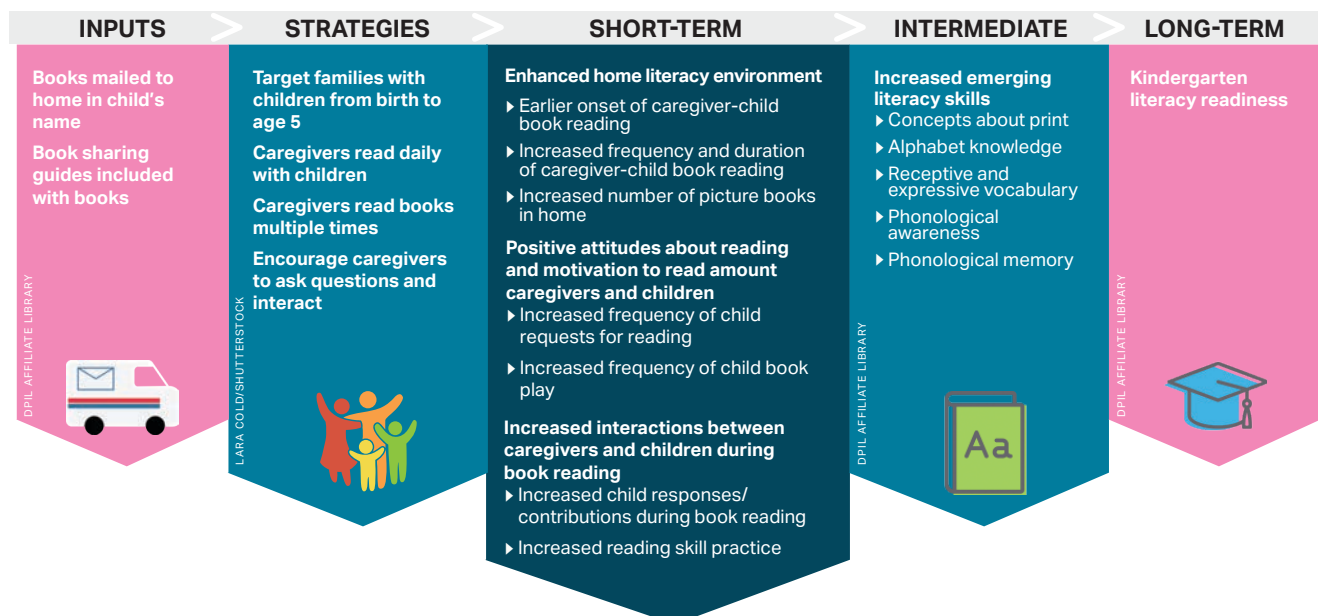 INPUTS
STRATEGIES
SHORT-TERM
INTERMEDIATE
LONG-TERM
Books mailed to
home in child's
name
Book sharing
guides included
with books
DPIL AFFILIATE LIBRARY
Target families with
children from birth to
age 5
Caregivers read daily
with children
Caregivers read books
multiple times
Encourage caregivers
to ask questions and
interact
LARA COLD/SHUTTERSTOCK
Enhanced home literacy environment
Earlier onset of caregiver-child
book reading
Increased frequency and duration
of caregiver-child book reading
Increased number of picture books
in home
Positive attitudes about reading
and motivation to read amount
caregivers and children
Increased frequency of child
requests for reading
Increased frequency of child book
play
Increased interactions between
caregivers and children during
book reading
Increased child responses/
contributions during book reading
Increased reading skill practice
Increased emerging
literacy skills
Concepts about print
Alphabet knowledge
Receptive and
expressive vocabulary
Phonological
awareness
Phonological memory
DPIL AFFILIATE LIBRARY
Aa
Kindergarten
literacy readiness
DPIL AFFILIATE LIBRARY